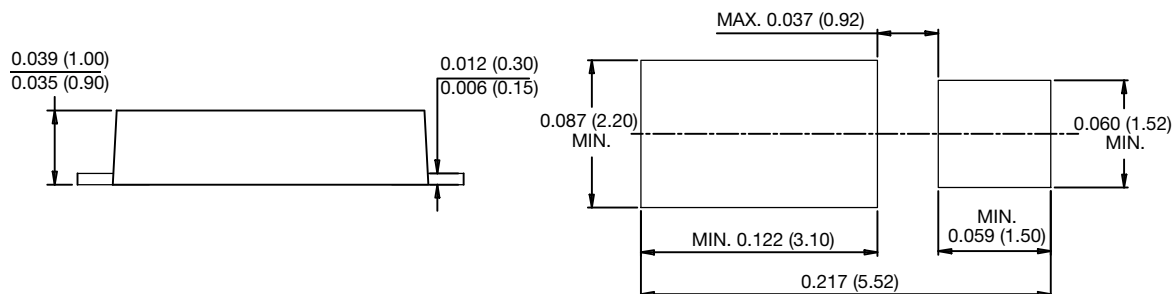 0.039 (1.00)
0.035 (0.90)
0.012 (0.30)
0.006 (0.15)
MAX. 0.037 (0.92)
0.087 (2.20)
MIN.
0.060 (1.52)
MIN.
MIN. 0.122 (3.10)
MIN.
0.059 (1.50)
0.217 (5.52)